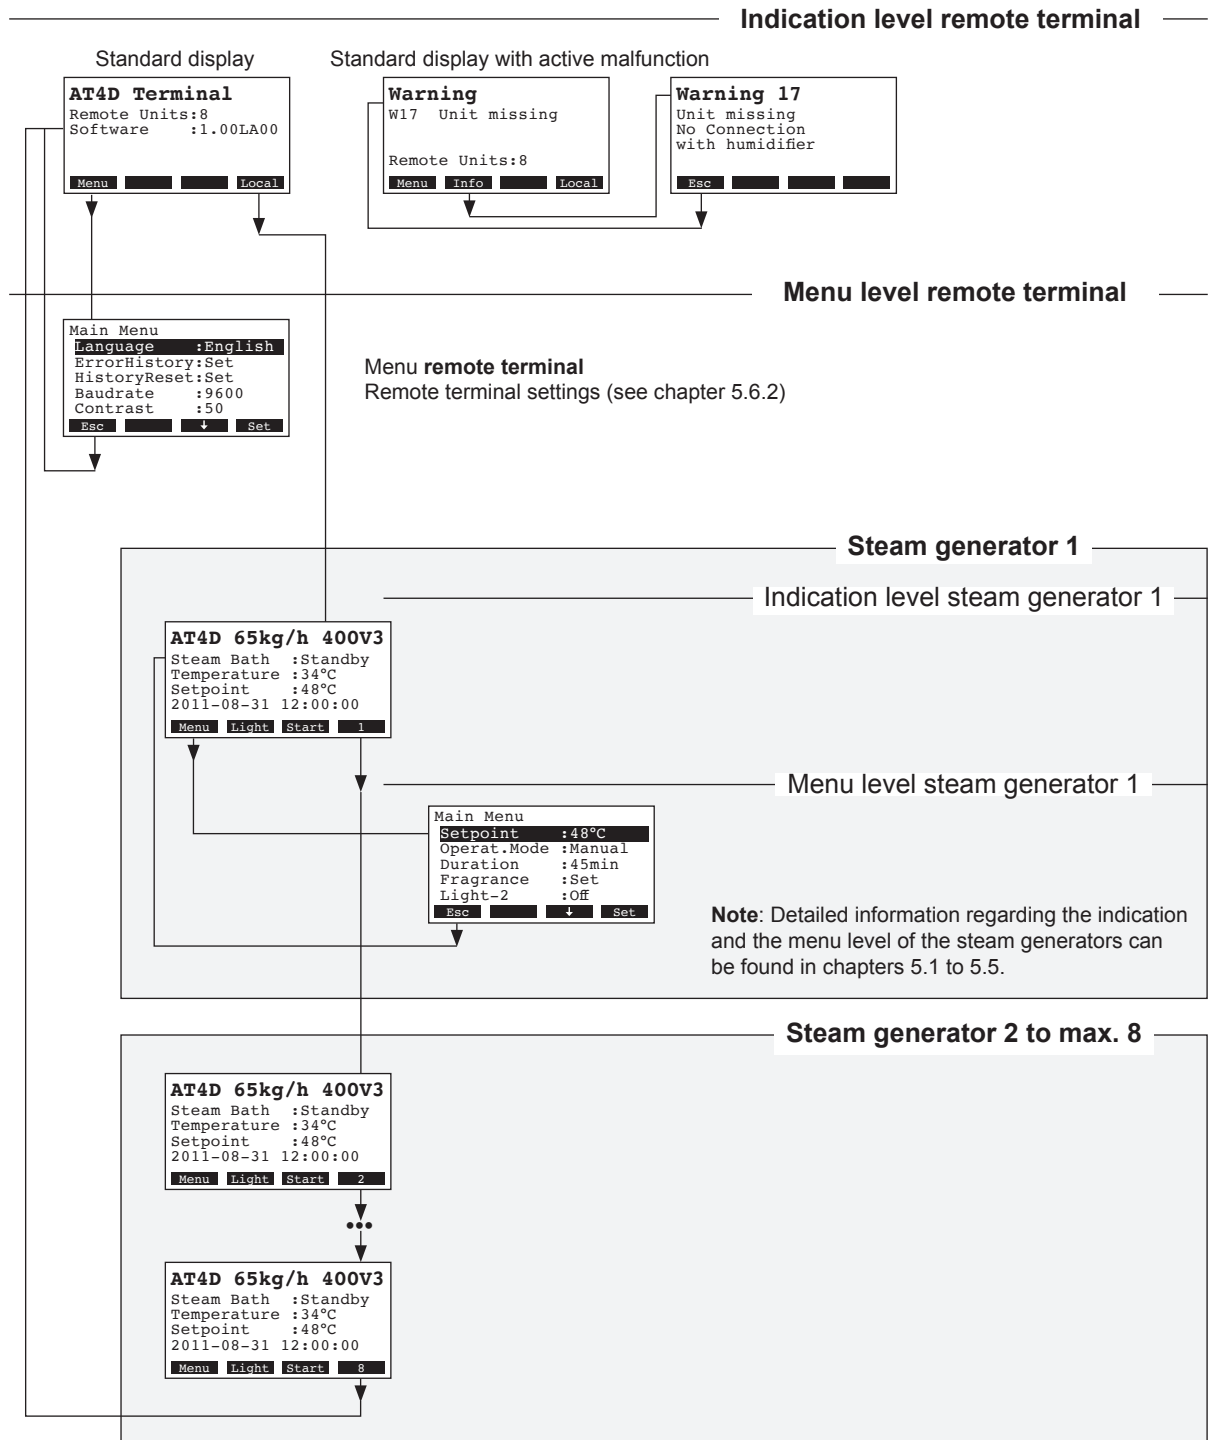 Indication level remote terminal
Standard display
Standard display with active malfunction
AT4D Terminal
Remote Units:8
Software :1.00LA00
Menu Local
Warning
W17 Unit missing
Remote Units:8
Menu Info Local
Warning 17
Unit missing
No Connection
with humidifier
Esc
Menu level remote terminal
Main Menu
Language :English
ErrorHistory:Set
HistoryReset:Set
Baudrate :9600
Contrast :50
Esc ↓ Set
Menu remote terminal
Remote terminal settings (see chapter 5.6.2)
Steam generator 1
Indication level steam generator 1
AT4D 65kg/h 400V3
Steam Bath :Standby
Temperature :34°C
Setpoint :48°C
2011-08-31 12:00:00
Menu Light Start 1
Menu level steam generator 1
Main Menu
Setpoint :48°C
Operat.Mode :Manual
Duration :45min
Fragrance :Set
Light-2 :Off
Esc ↓ Set
Note: Detailed information regarding the indication
and the menu level of the steam generators can
be found in chapters 5.1 to 5.5.
Steam generator 2 to max. 8
AT4D 65kg/h 400V3
Steam Bath :Standby
Temperature :34°C
Setpoint :48°C
2011-08-31 12:00:00
Menu Light Start 2
•••
AT4D 65kg/h 400V3
Steam Bath :Standby
Temperature :34°C
Setpoint :48°C
2011-08-31 12:00:00
Menu Light Start 8